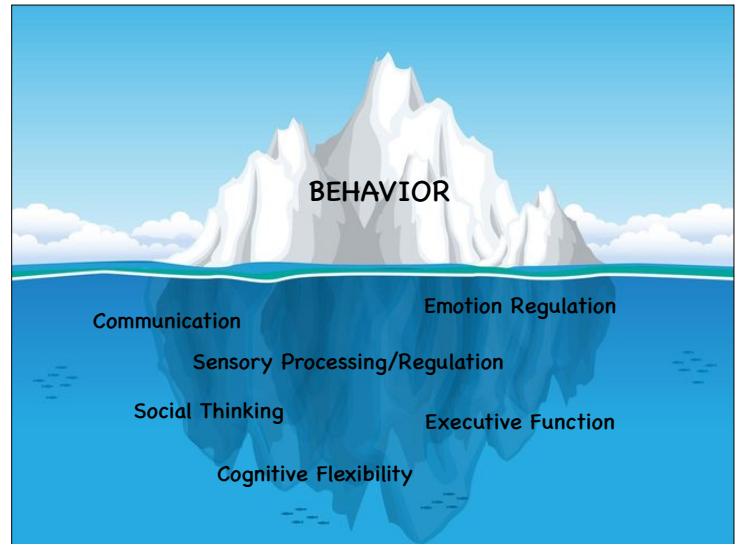 BEHAVIOR
Emotion Regulation
Communication
Sensory Processing/Regulation
Social Thinking
Executive Function
Cognitive Flexibility